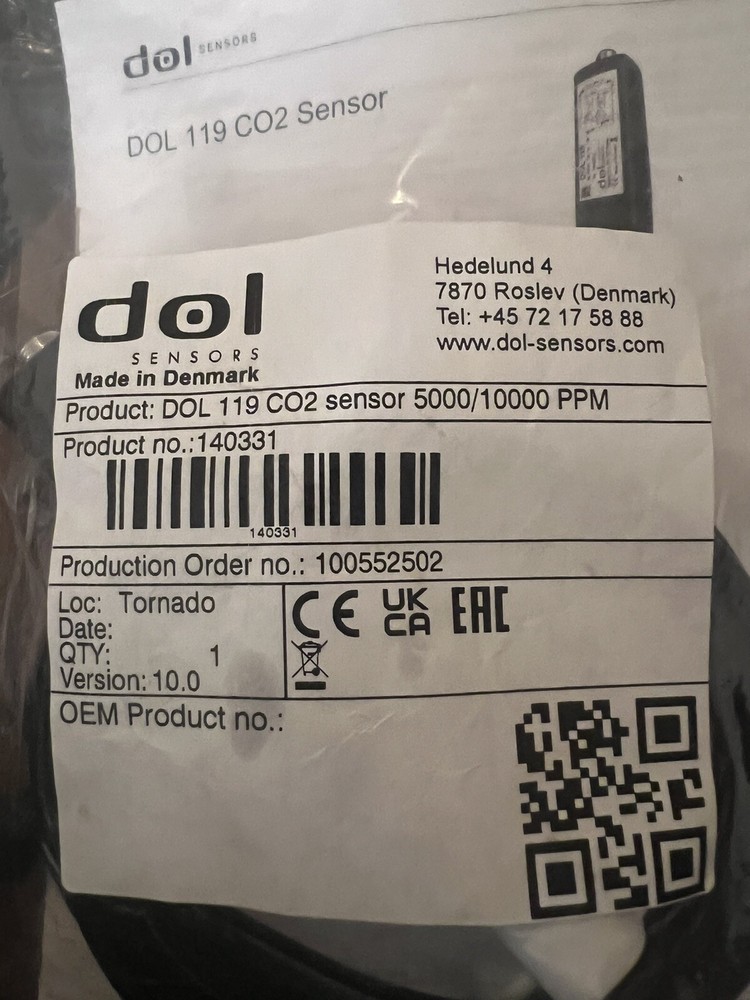 dol SENSORS
DOL 119 CO2 Sensor
dol
SENSORS
Made in Denmark
Hedelund 4
7870 Roslev (Denmark)
Tel: +45 72 17 58 88
www.dol-sensors.com
Product: DOL 119 CO2 sensor 5000/10000 PPM
Product no.:140331
140331
Production Order no.: 100552502
Loc: Tornado
Date:
QTY: 1
Version: 10.0
CE UKCA EAC
OEM Product no.:
dol